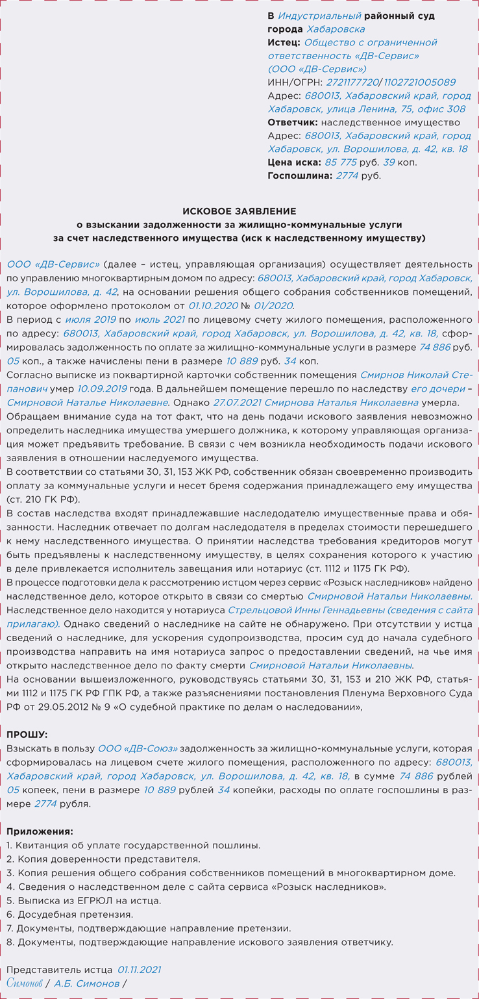 В Индустриальный районный суд
города Хабаровска
Истец: Общество с ограниченной
ответственностью «ДВ-Сервис»
(ООО «ДВ-Сервис»)
ИНН/ОГРН: 2721177720/1102721005089
Адрес: 680013, Хабаровский край, город
Хабаровск, улица Ленина, 75, офис 308
Ответчик: наследственное имущество
Адрес: 680013, Хабаровский край, город
Хабаровск, ул. Ворошилова, д. 42, кв. 18
Цена иска: 85 775 руб. 39 коп.
Госпошлина: 2774 руб.
ИСКОВОЕ ЗАЯВЛЕНИЕ
о взыскании задолженности за жилищно-коммунальные услуги
за счет наследственного имущества (иск к наследственному имуществу)
ООО «ДВ-Сервис» (далее – истец, управляющая организация) осуществляет деятельность
по управлению многоквартирным домом по адресу: 680013, Хабаровский край, город Хабаровск,
ул. Ворошилова, д. 42, на основании решения общего собрания собственников помещений,
которое оформлено протоколом от 01.10.2020 № 01/2020.
В период с июля 2019 по июль 2021 по лицевому счету жилого помещения, расположенного
по адресу: 680013, Хабаровский край, город Хабаровск, ул. Ворошилова, д. 42, кв. 18, сфор-
мировалась задолженность по оплате за жилищно-коммунальные услуги в размере 74 886 руб.
05 коп., а также начислены пени в размере 10 889 руб. 34 коп.
Согласно выписке из поквартирной карточки собственник помещения Смирнов Николай Сте-
панович умер 10.09.2019 года. В дальнейшем помещение перешло по наследству его дочери –
Смирновой Наталье Николаевне. Однако 27.07.2021 Смирнова Наталья Николаевна умерла.
Обращаем внимание суда на тот факт, что на день подачи искового заявления невозможно
определить наследника имущества умершего должника, к которому управляющая организа-
ция может предъявить требование. В связи с чем возникла необходимость подачи искового
заявления в отношении наследуемого имущества.
В соответствии со статьями 30, 31, 153 ЖК РФ, собственник обязан своевременно производить
оплату за коммунальные услуги и несет бремя содержания принадлежащего ему имущества
(ст. 210 ГК РФ).
В состав наследства входят принадлежавшие наследодателю имущественные права и обя-
занности. Наследник отвечает по долгам наследодателя в пределах стоимости перешедшего
к нему наследственного имущества. О принятии наследства требования кредиторов могут
быть предъявлены к наследственному имуществу, в целях сохранения которого к участию
в деле привлекается исполнитель завещания или нотариус (ст. 1112 и 1175 ГК РФ).
В процессе подготовки дела к рассмотрению истцом через сервис «Розыск наследников» найдено
наследственное дело, которое открыто в связи со смертью Смирновой Натальи Николаевны.
Наследственное дело находится у нотариуса Стрельцовой Инны Геннадьевны (сведения с сайта
прилагаю). Однако сведений о наследнике на сайте не обнаружено. При отсутствии у истца
сведений о наследнике, для ускорения судопроизводства, просим суд до начала судебного
производства направить на имя нотариуса запрос о предоставлении сведений, на чье имя
открыто наследственное дело по факту смерти Смирновой Натальи Николаевны.
На основании вышеизложенного, руководствуясь статьями 30, 31, 153 и 210 ЖК РФ, статья-
ми 1112 и 1175 ГК РФ ГПК РФ, а также разъяснениями постановления Пленума Верховного Суда
РФ от 29.05.2012 № 9 «О судебной практике по делам о наследовании»,
ПРОШУ:
Взыскать в пользу ООО «ДВ-Союз» задолженность за жилищно-коммунальные услуги, которая
сформировалась на лицевом счете жилого помещения, расположенного по адресу: 680013,
Хабаровский край, город Хабаровск, ул. Ворошилова, д. 42, кв. 18, в сумме 74 886 рублей
05 копеек, пени в размере 10 889 рублей 34 копейки, расходы по оплате госпошлины в раз-
мере 2774 рубля.
Приложения:
1. Квитанция об уплате государственной пошлины.
2. Копия доверенности представителя.
3. Копия решения общего собрания собственников помещений в многоквартирном доме.
4. Сведения о наследственном деле с сайта сервиса «Розыск наследников».
5. Выписка из ЕГРЮЛ на истца.
6. Досудебная претензия.
7. Документы, подтверждающие направление претензии.
8. Документы, подтверждающие направление искового заявления ответчику.
Представитель истца 01.11.2021
Симонов / А.Б. Симонов /